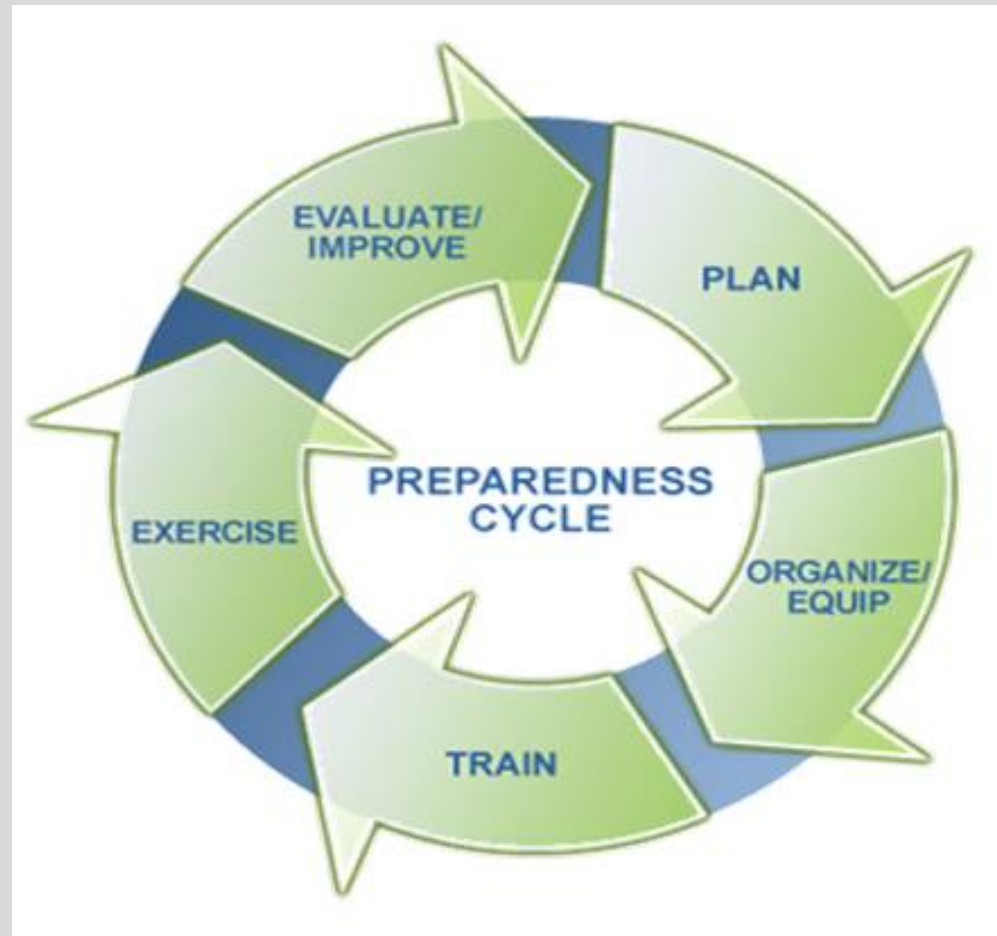 PREPAREDNESS
CYCLE
PLAN
ORGANIZE/
EQUIP
TRAIN
EXERCISE
EVALUATE/
IMPROVE